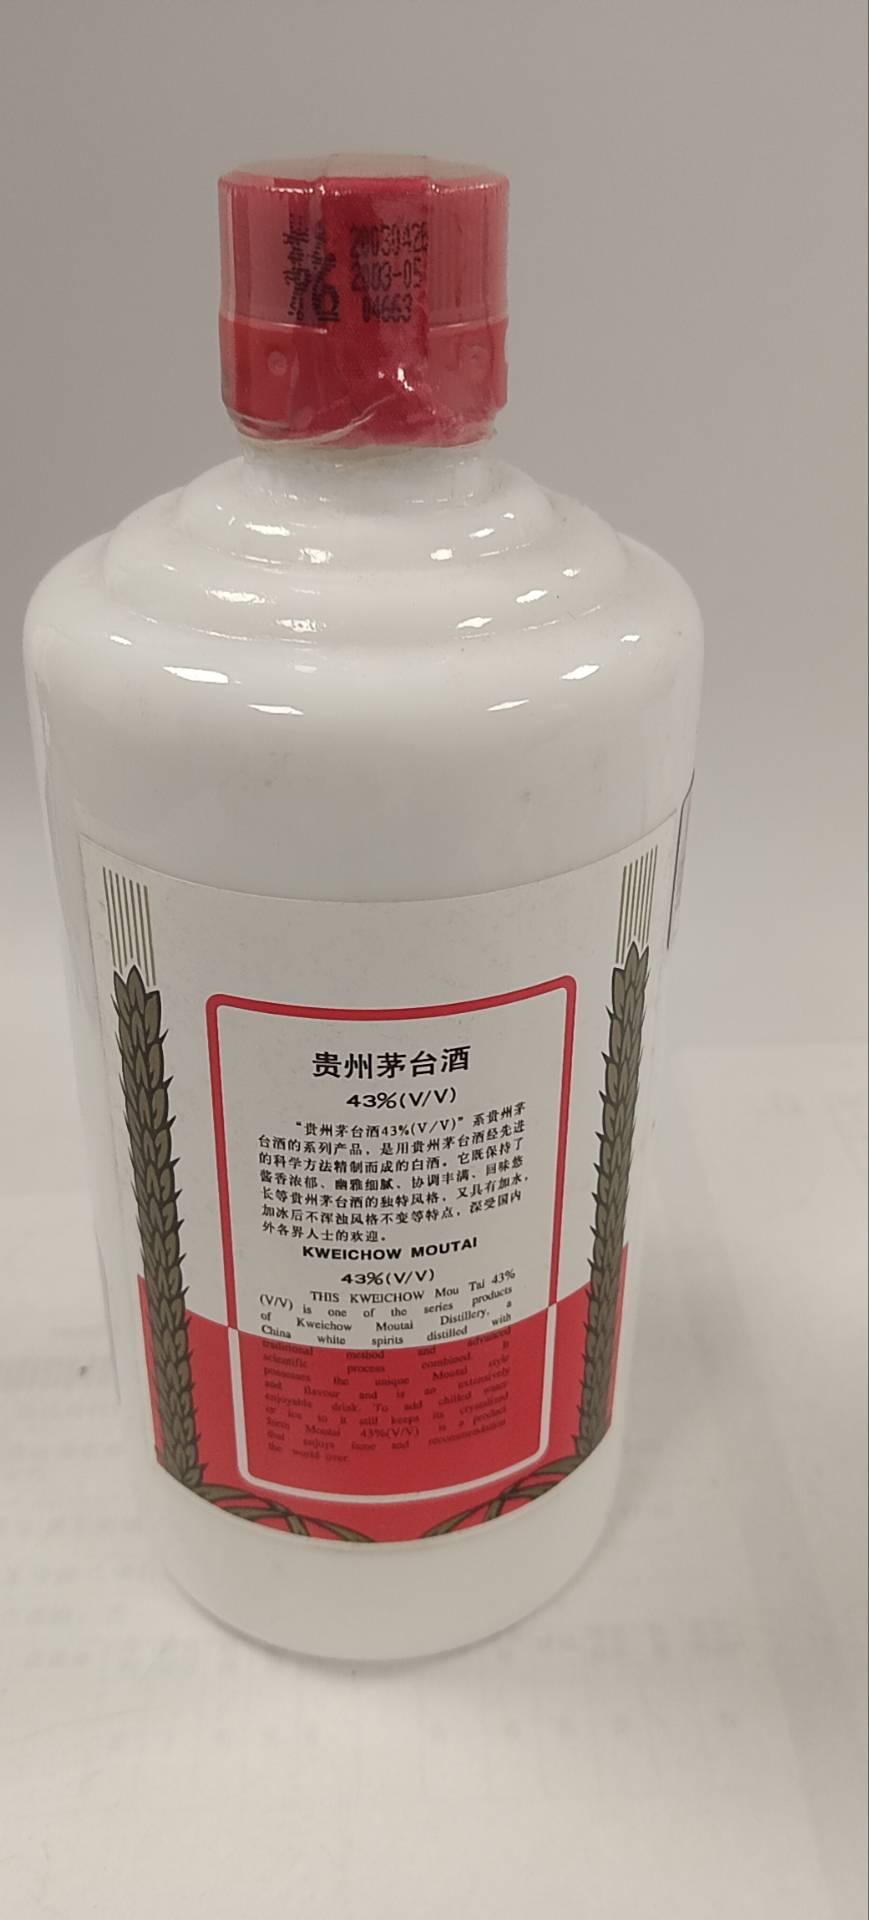 2003042
2003-05
04663
贵州茅台酒
43%(V/V)
“贵州茅台酒43%(V/V)”系贵州茅
台酒的系列产品，是用贵州茅台酒经先进
的科学方法精制而成的白酒。它既保持了
酱香浓郁、幽雅细腻、协调丰满、回味悠
长等贵州茅台酒的独特风格，又具有加水，
加冰后不浑浊风格不变等特点，深受国内
外各界人士的欢迎。
KWEICHOW MOUTAI
43%(V/V)
THIS KWEICHOW Mou Tai 43%
(V/V) is one of the series products
of Kweichow Moutai Distillery, a
China white spirits distilled with
traditional method and advanced
scientific process combined. It
possesses the unique Moutai style
and flavour and is an extensively
enjoyable drink. To add chilled water
or ice to it still keeps its crystalized
form Moutai 43%(V/V) is a product
that enjoys fame and recommendation
the world over.